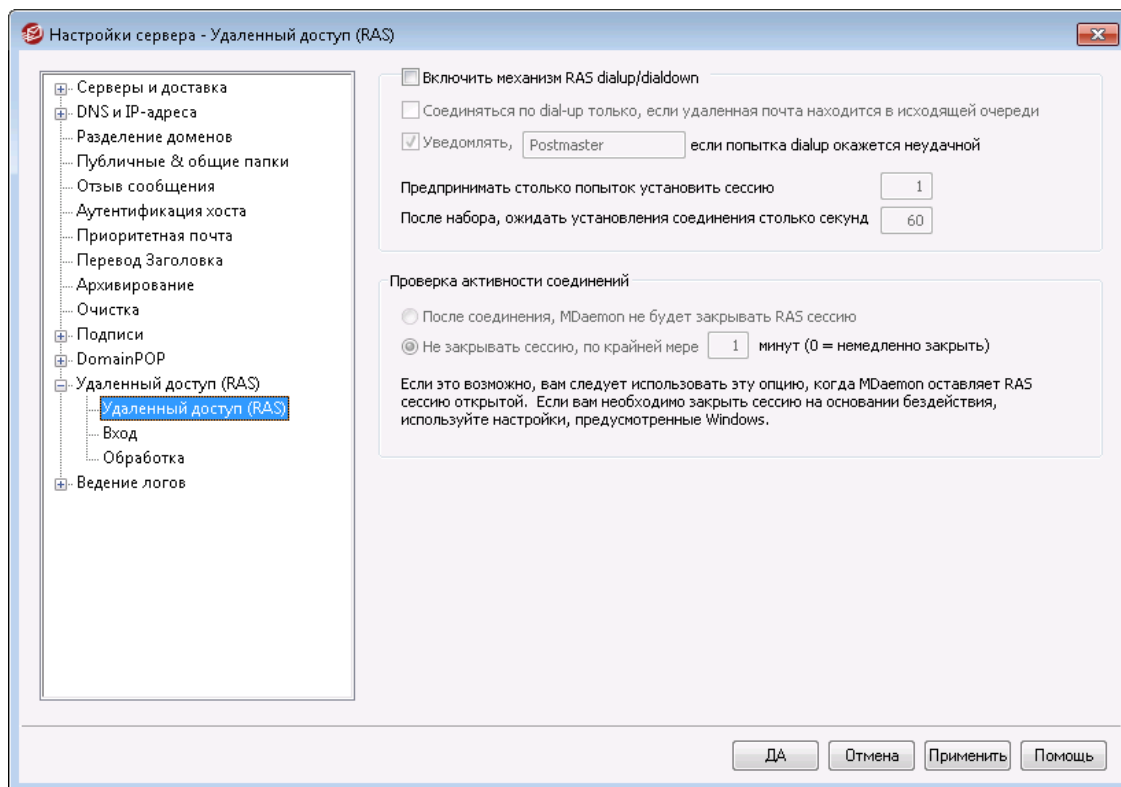 Настройки сервера - Удаленный доступ (RAS)
Серверы и доставка
DNS и IP-адреса
Разделение доменов
Публичные & общие папки
Отзыв сообщения
Аутентификация хоста
Приоритетная почта
Перевод Заголовка
Архивирование
Очистка
Подписи
DomainPOP
Удаленный доступ (RAS)
Удаленный доступ (RAS)
Вход
Обработка
Ведение логов
Включить механизм RAS dialup/dialdown
Соединяться по dial-up только, если удаленная почта находится в исходящей очереди
Уведомлять, Postmaster если попытка dialup окажется неудачной
Предпринимать столько попыток установить сессию 1
После набора, ожидать установления соединения столько секунд 60
Проверка активности соединений
После соединения, MDaemon не будет закрывать RAS сессию
Не закрывать сессию, по крайней мере 1 минут (0 = немедленно закрыть)
Если это возможно, вам следует использовать эту опцию, когда MDaemon оставляет RAS
сессию открытой. Если вам необходимо закрыть сессию на основании бездействия,
используйте настройки, предусмотренные Windows.
ДА Отмена Применить Помощь